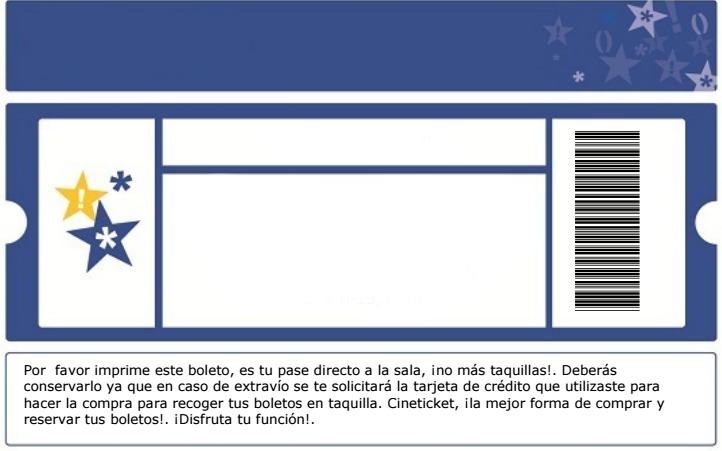 Por favor imprime este boleto, es tu pase directo a la sala, ¡no más taquillas!. Deberás
conservarlo ya que en caso de extravío se te solicitará la tarjeta de crédito que utilizaste para
hacer la compra para recoger tus boletos en taquilla. Cineticket, ¡la mejor forma de comprar y
reservar tus boletos!. ¡Disfruta tu función!.